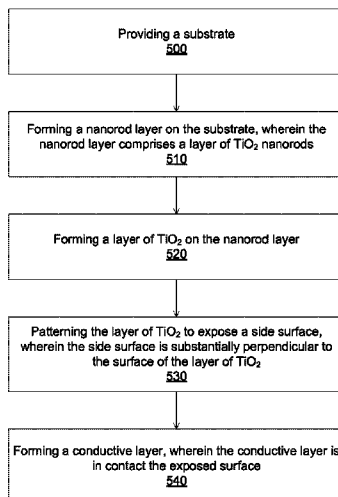 Providing a substrate
500
Forming a nanorod layer on the substrate, wherein the
nanorod layer comprises a layer of TiO₂ nanorods
510
Forming a layer of TiO₂ on the nanorod layer
520
Patterning the layer of TiO₂ to expose a side surface,
wherein the side surface is substantially perpendicular to
the surface of the layer of TiO₂
530
Forming a conductive layer, wherein the conductive layer is
in contact the exposed surface
540